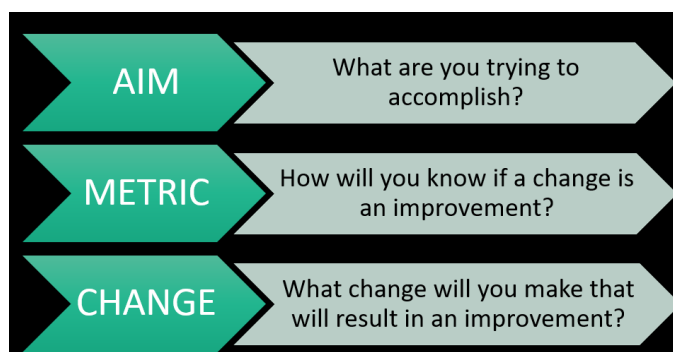 AIM
What are you trying to
accomplish?
METRIC
How will you know if a change is
an improvement?
CHANGE
What change will you make that
will result in an improvement?